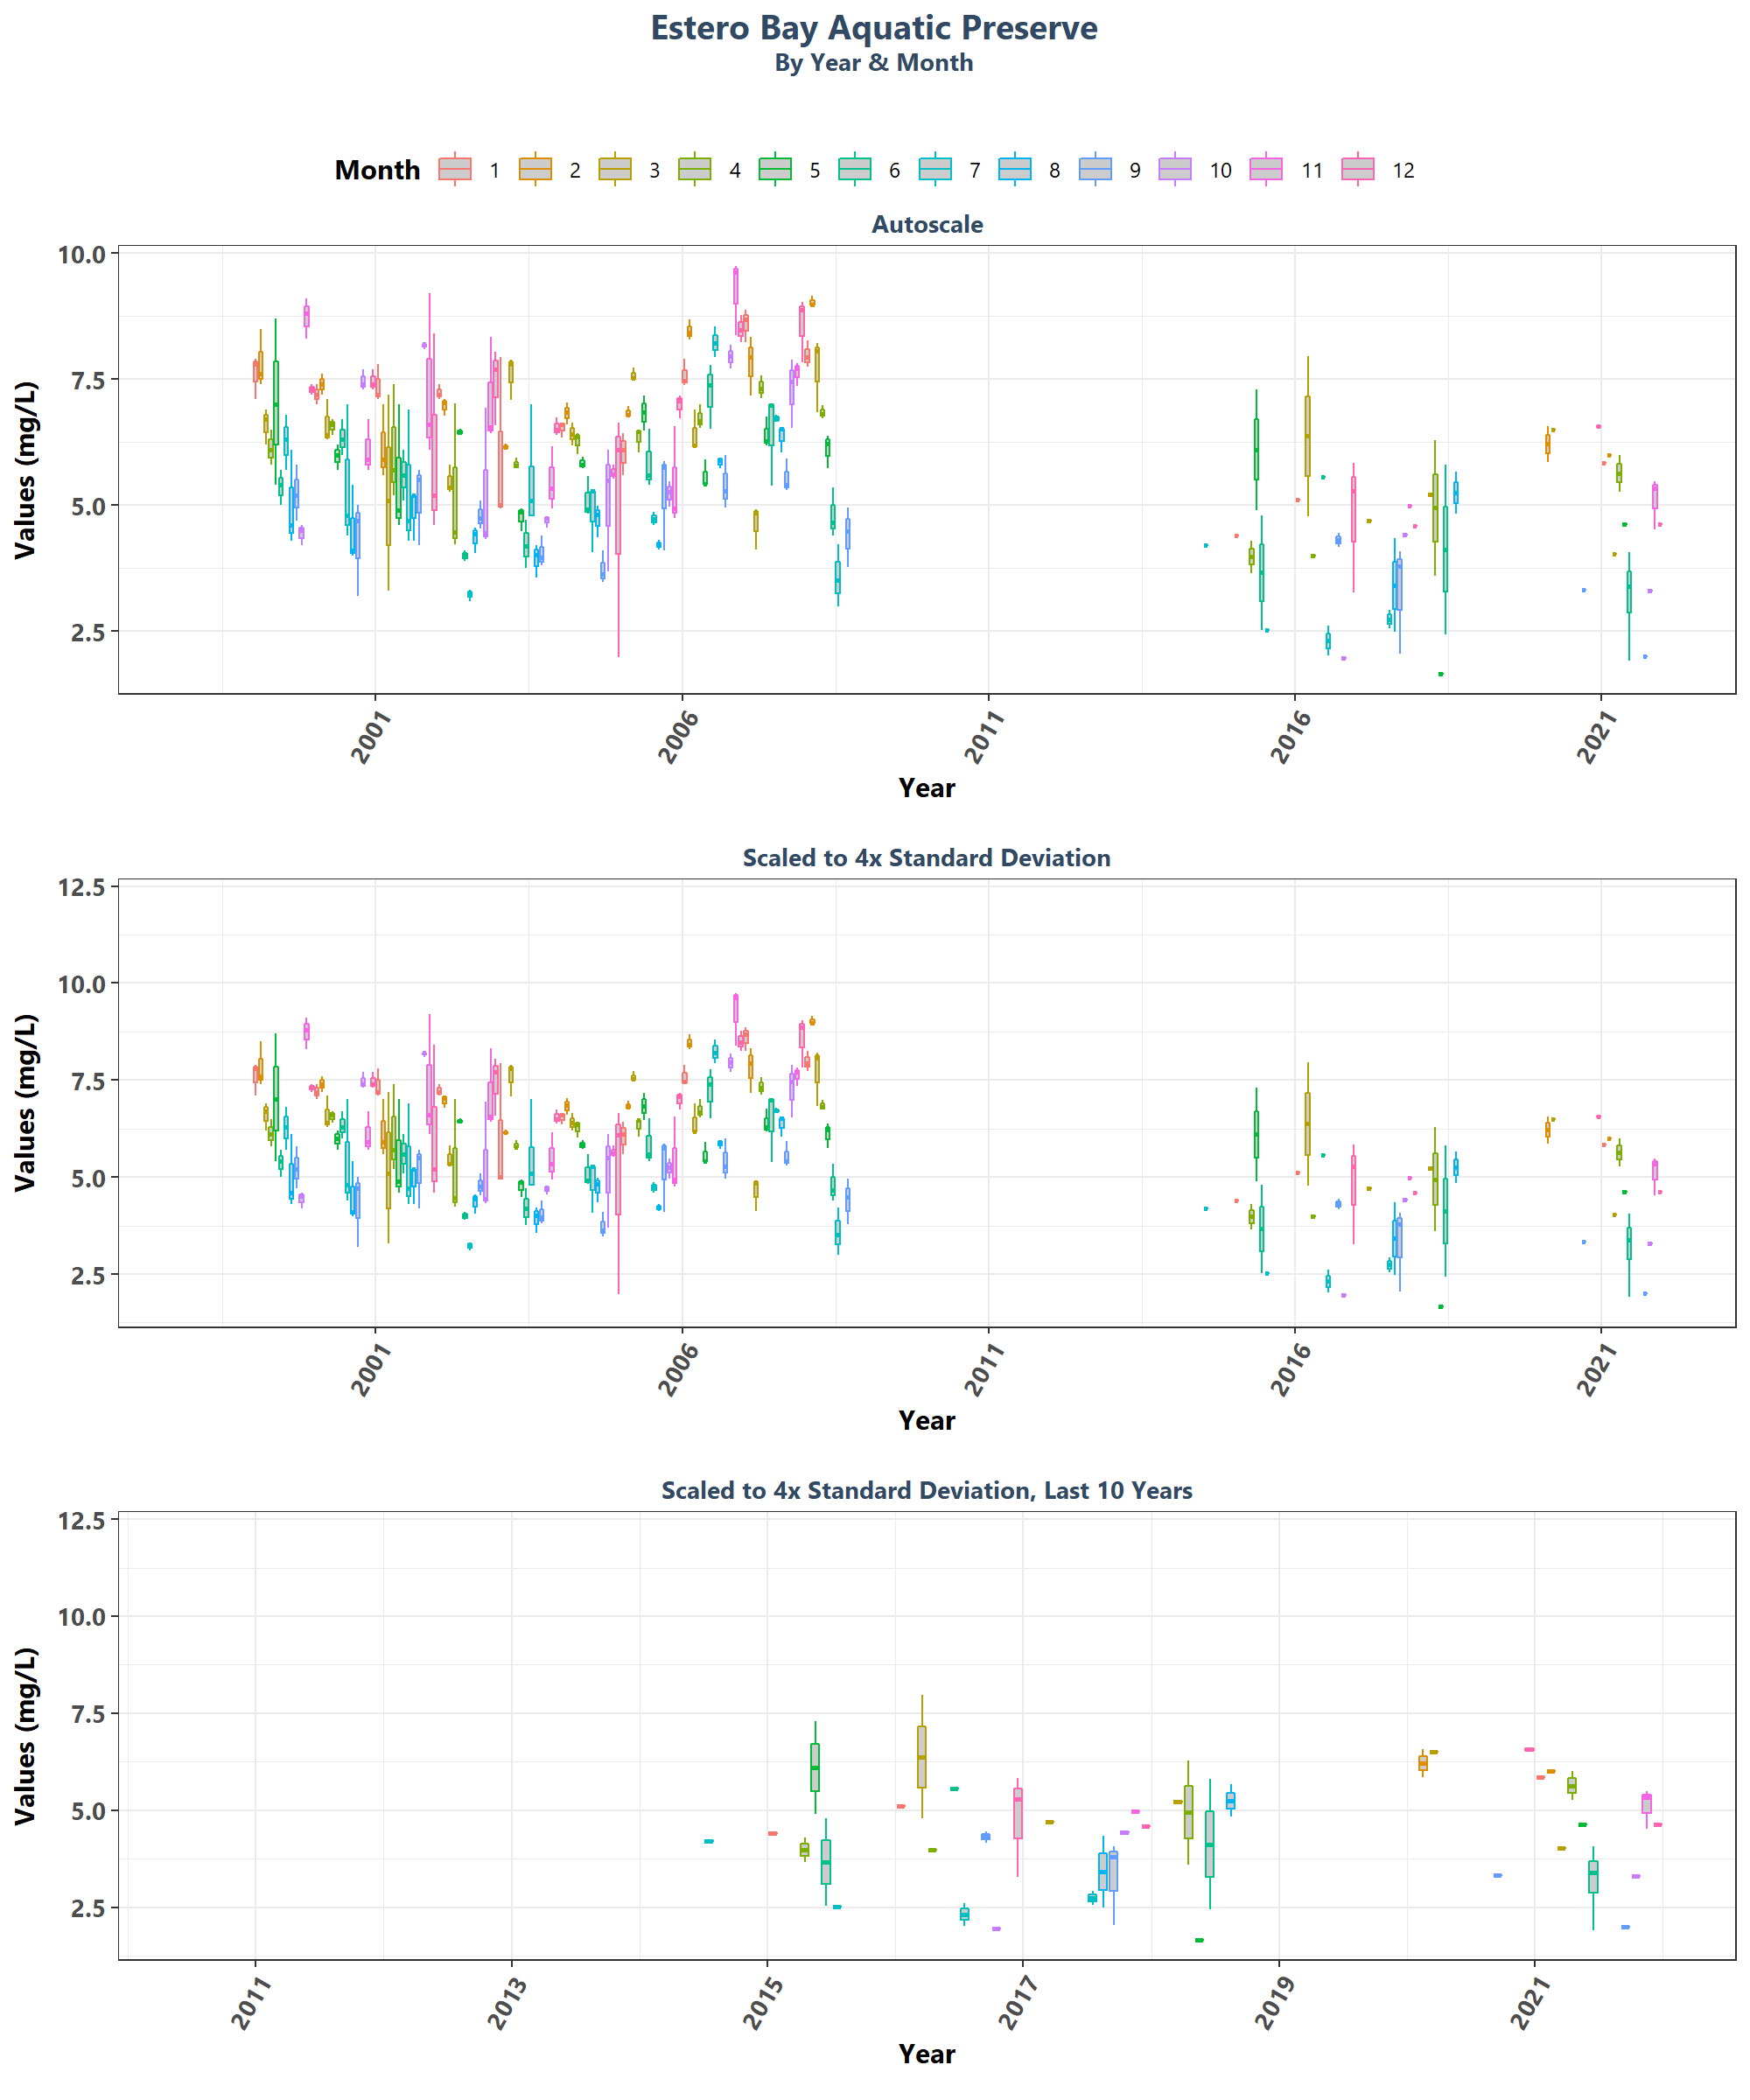 Estero Bay Aquatic Preserve
By Year & Month
Month 1 2 3 4 5 6 7 8 9 10 11 12
Autoscale
Values (mg/L)
10.0
7.5
5.0
2.5
2001 2006 2011 2016 2021
Year
Scaled to 4x Standard Deviation
Values (mg/L)
12.5
10.0
7.5
5.0
2.5
2001 2006 2011 2016 2021
Year
Scaled to 4x Standard Deviation, Last 10 Years
Values (mg/L)
12.5
10.0
7.5
5.0
2.5
2011 2013 2015 2017 2019 2021
Year